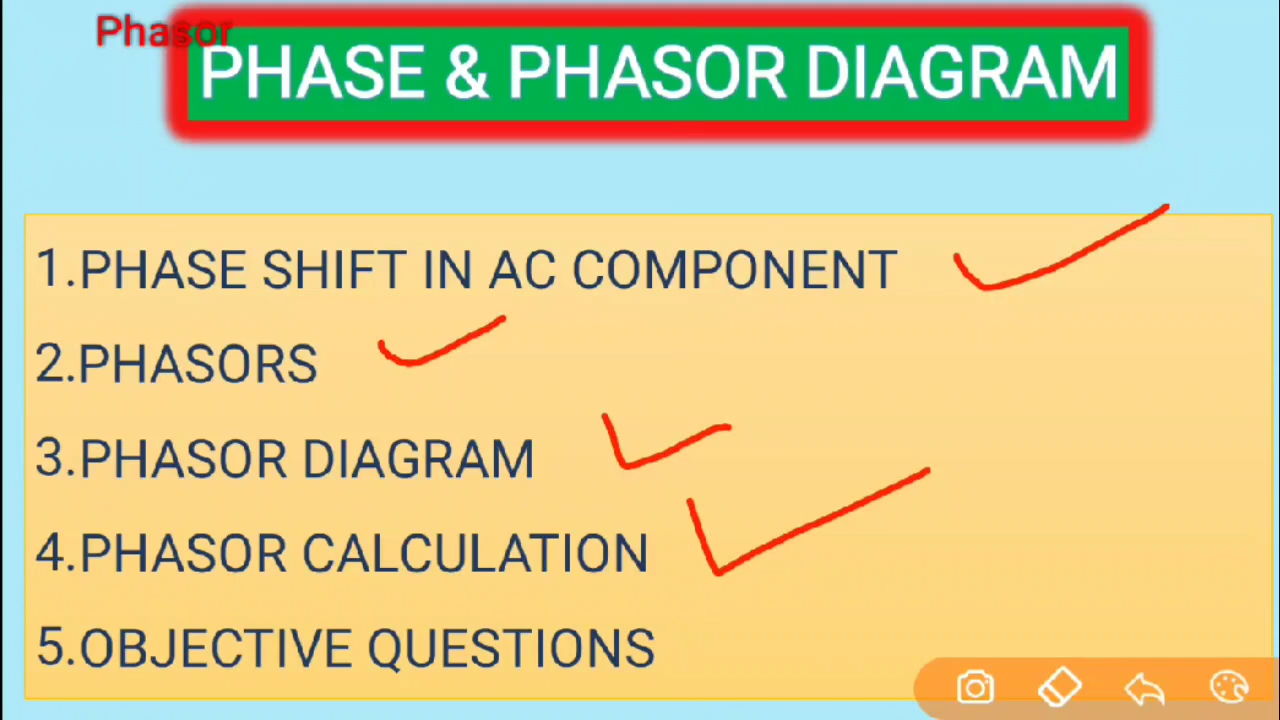 Phasor
PHASE & PHASOR DIAGRAM
1.PHASE SHIFT IN AC COMPONENT
2.PHASORS
3.PHASOR DIAGRAM
4.PHASOR CALCULATION
5.OBJECTIVE QUESTIONS